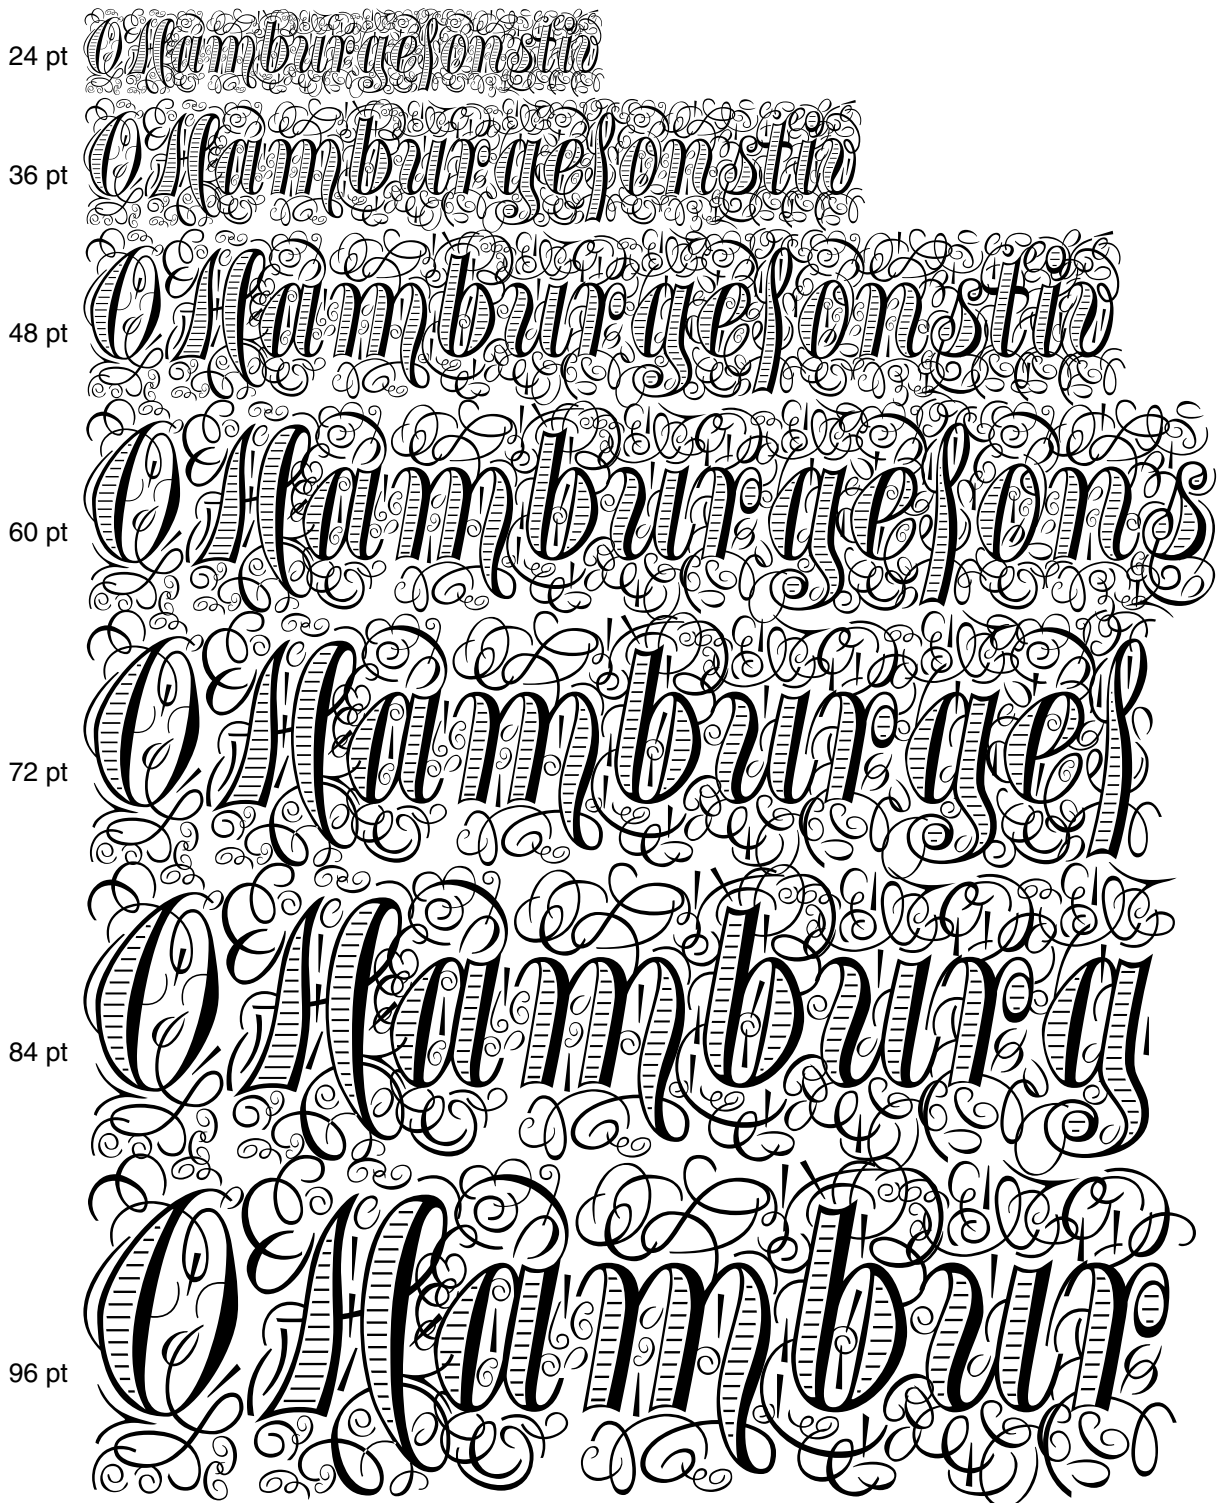 24 pt OHamburgefonstiv
36 pt OHamburgefonstiv
48 pt OHamburgefonstiv
60 pt OHamburgefons
72 pt OHamburgef
84 pt OHamburg
96 pt OHambur